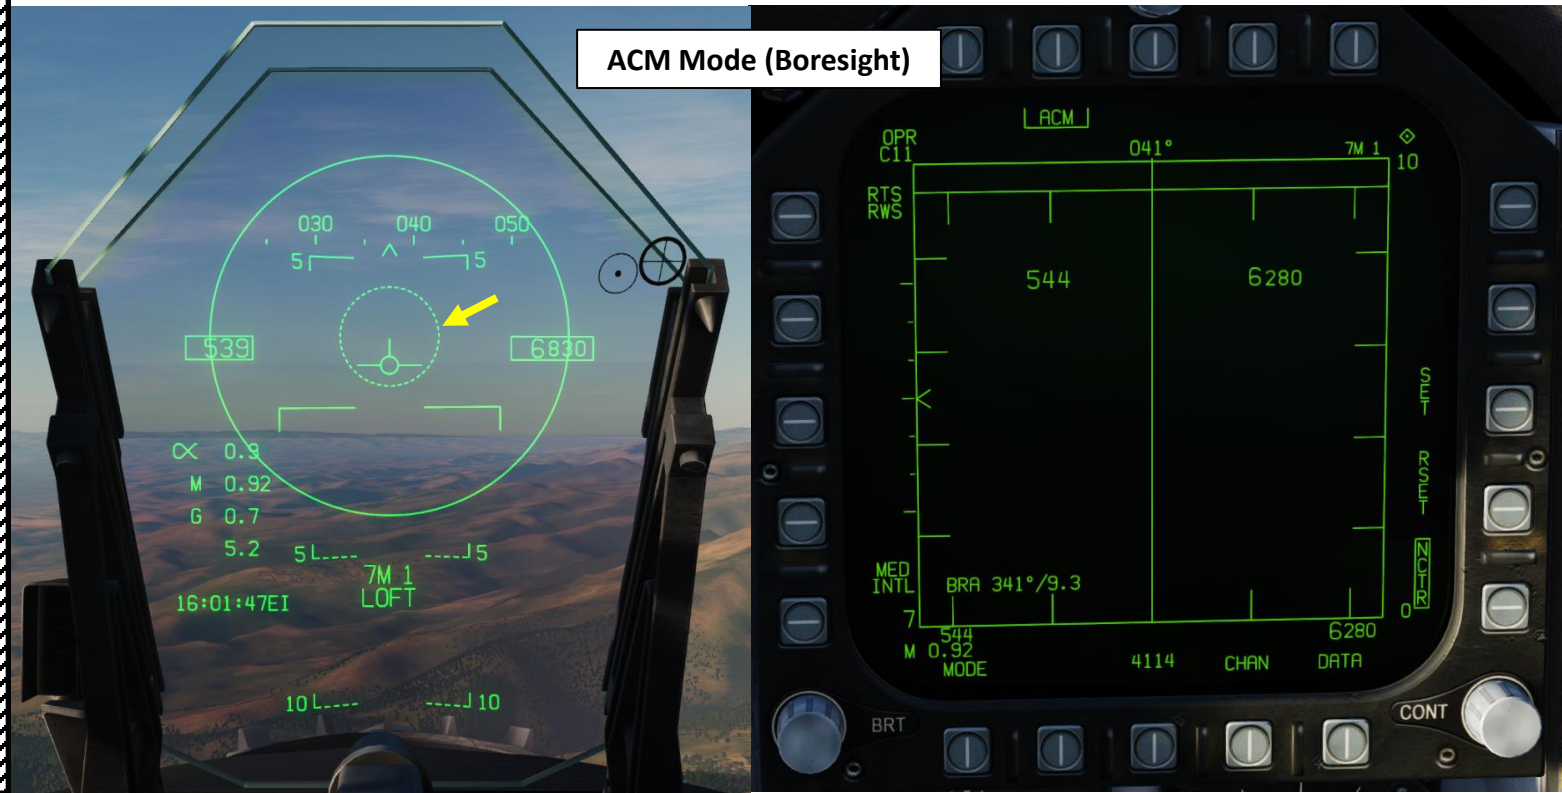 ACM Mode (Boresight)
030 040 050
5 5
539 6830
α 0.9
M 0.92
G 0.7
5.2
5 5
7M 1
LOFT
16:01:47EI
10 10
ACM
OPR
C11
041°
7M 1
10
RTS
RWS
544 6280
SET
RSET
NCTR
MED
INTL
BRA 341°/9.3
7
0
544
6280
M 0.92
MODE
4114
CHAN
DATA
BRT
CONT